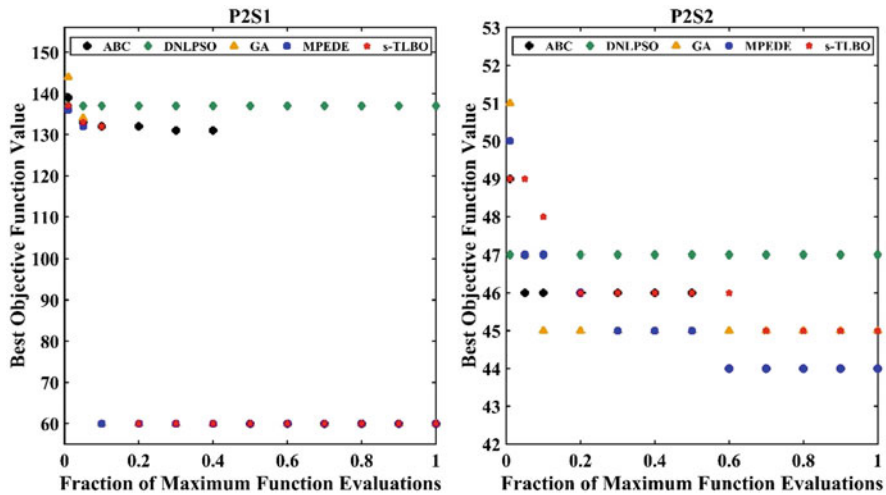 P2S1
ABC DNLPSO GA MPEDE s-TLBO
Best Objective Function Value
150
140
130
120
110
100
90
80
70
60
0 0.2 0.4 0.6 0.8 1
Fraction of Maximum Function Evaluations
P2S2
ABC DNLPSO GA MPEDE s-TLBO
Best Objective Function Value
53
52
51
50
49
48
47
46
45
44
43
42
0 0.2 0.4 0.6 0.8 1
Fraction of Maximum Function Evaluations